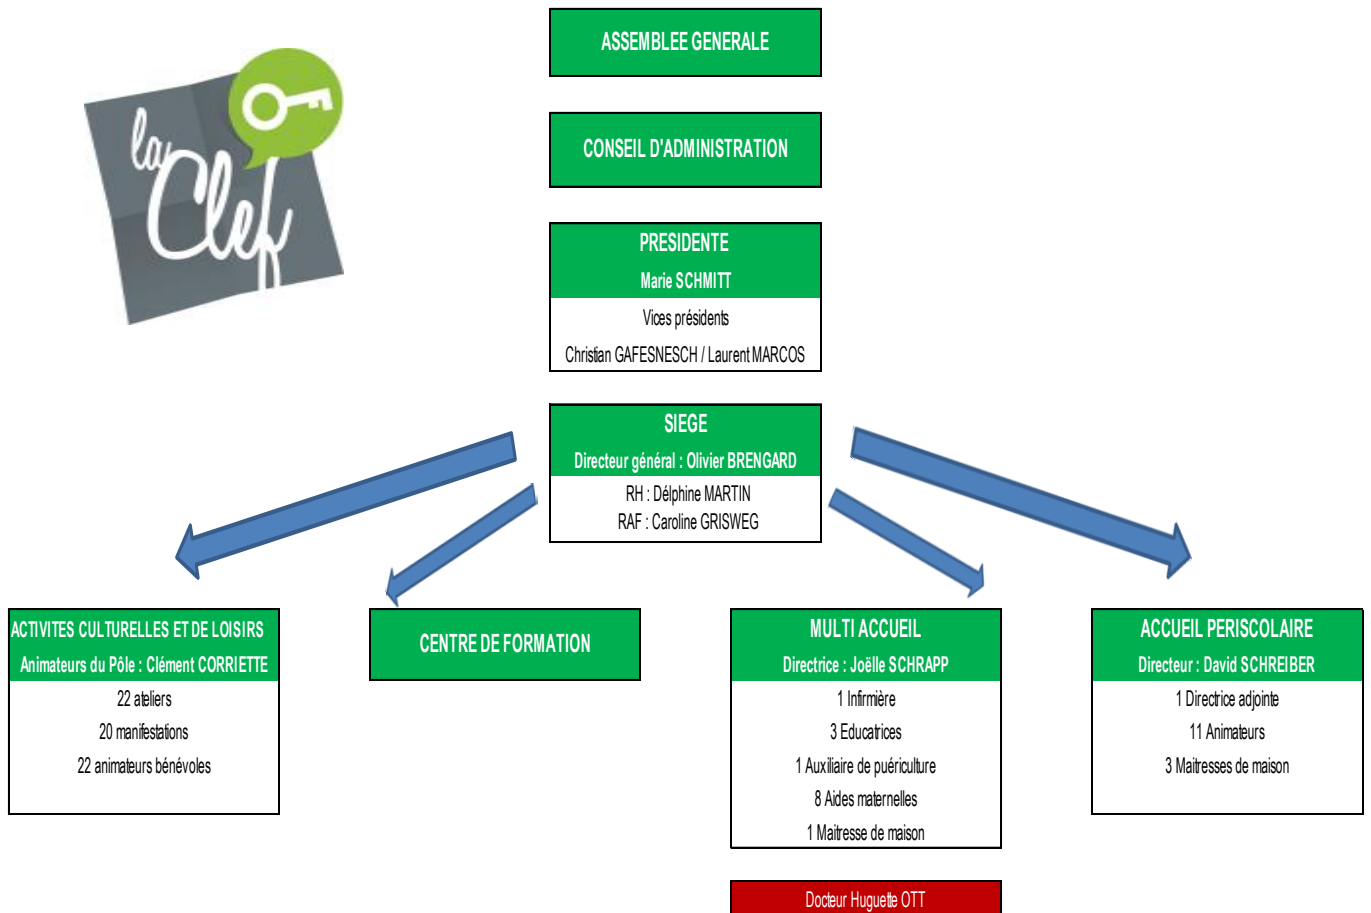 la
Clef
ASSEMBLEE GENERALE
CONSEIL D'ADMINISTRATION
PRESIDENTE
Marie SCHMITT
Vices présidents
Christian GAFESNESCH / Laurent MARCOS
SIEGE
Directeur général : Olivier BRENGARD
RH : Délphine MARTIN
RAF : Caroline GRISWEG
ACTIVITES CULTURELLES ET DE LOISIRS
Animateurs du Pôle : Clément CORRIETTE
22 ateliers
20 manifestations
22 animateurs bénévoles
CENTRE DE FORMATION
MULTI ACCUEIL
Directrice : Joëlle SCHRAPP
1 Infirmière
3 Educatrices
1 Auxiliaire de puériculture
8 Aides maternelles
1 Maitresse de maison
Docteur Huguette OTT
ACCUEIL PERISCOLAIRE
Directeur : David SCHREIBER
1 Directrice adjointe
11 Animateurs
3 Maitresses de maison